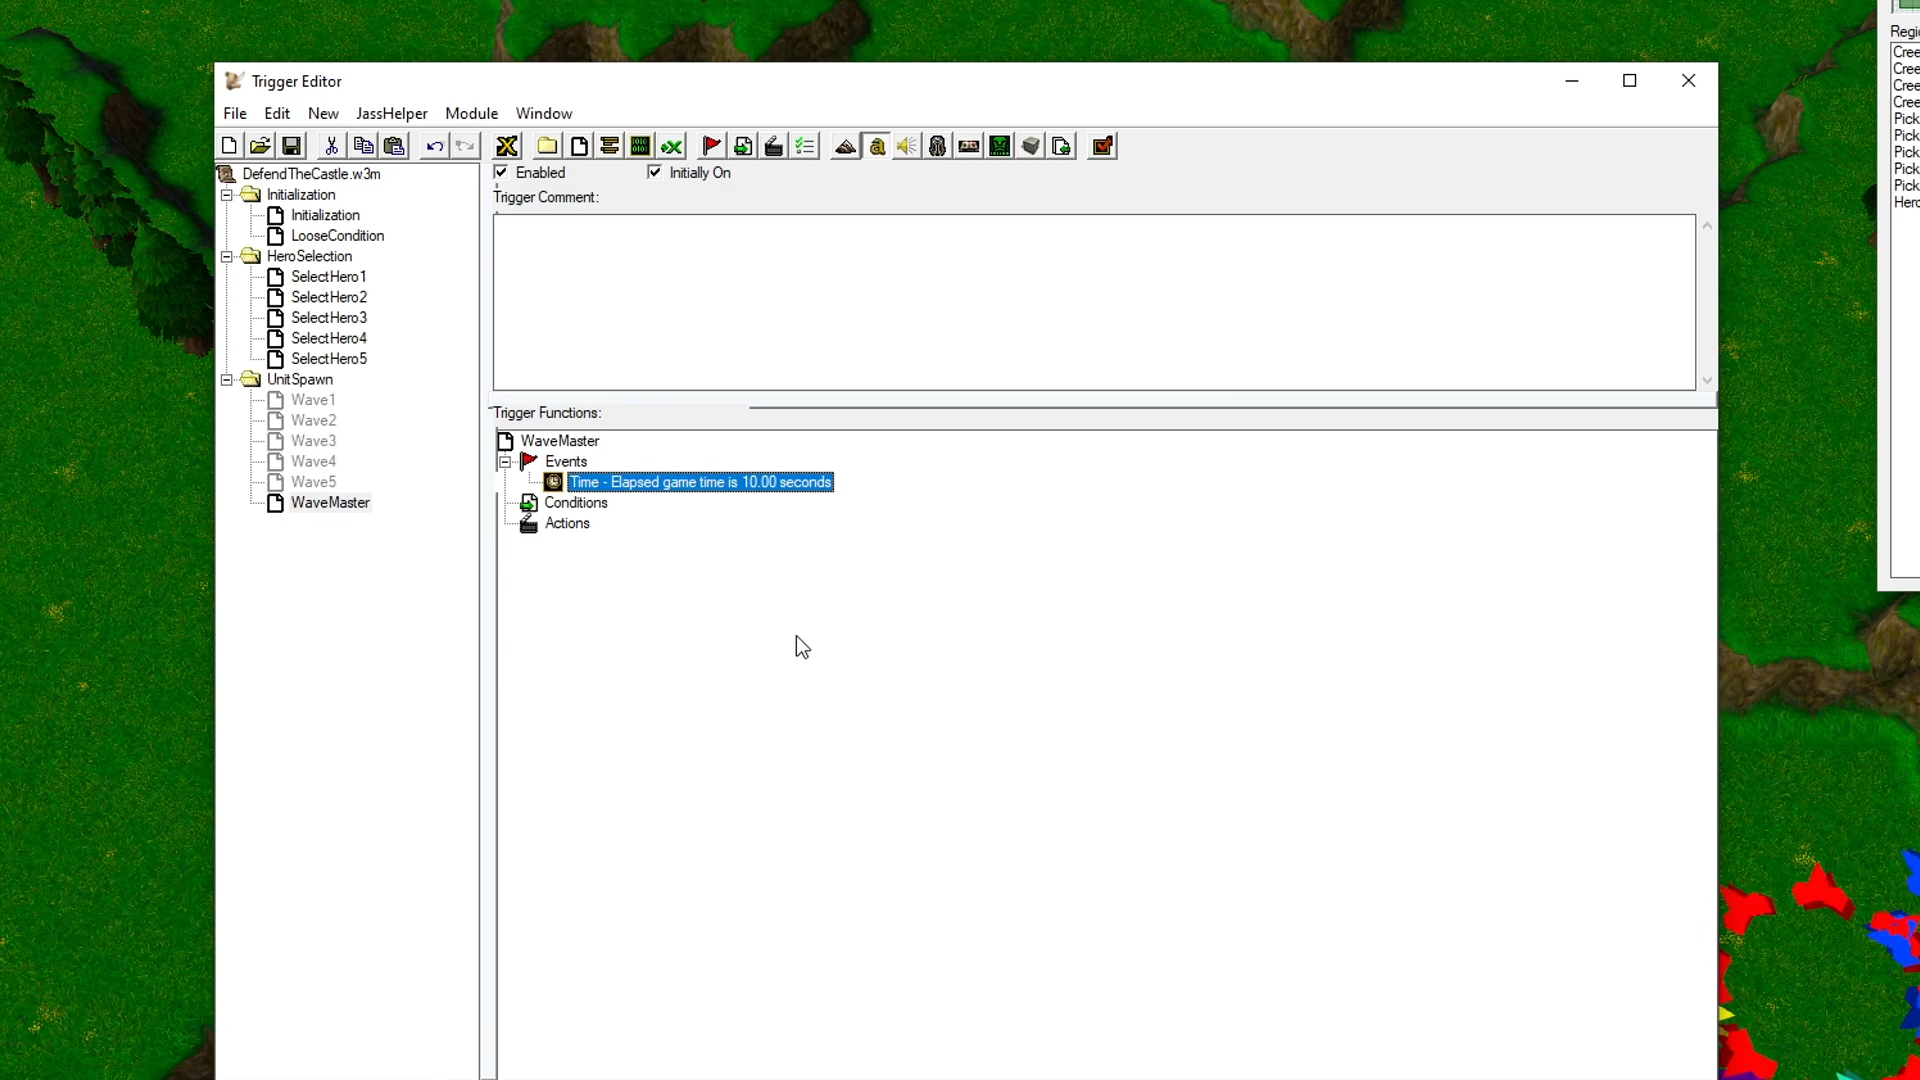 Trigger Editor
File Edit New JassHelper Module Window
DefendTheCastle.w3m
Initialization
Initialization
LooseCondition
HeroSelection
SelectHero1
SelectHero2
SelectHero3
SelectHero4
SelectHero5
UnitSpawn
Wave1
Wave2
Wave3
Wave4
Wave5
WaveMaster
Enabled
Initially On
Trigger Comment:
Trigger Functions:
WaveMaster
Events
Time - Elapsed game time is 10.00 seconds
Conditions
Actions
Regi
Cree
Cree
Cree
Cree
Pick
Pick
Pick
Pick
Pick
Hero